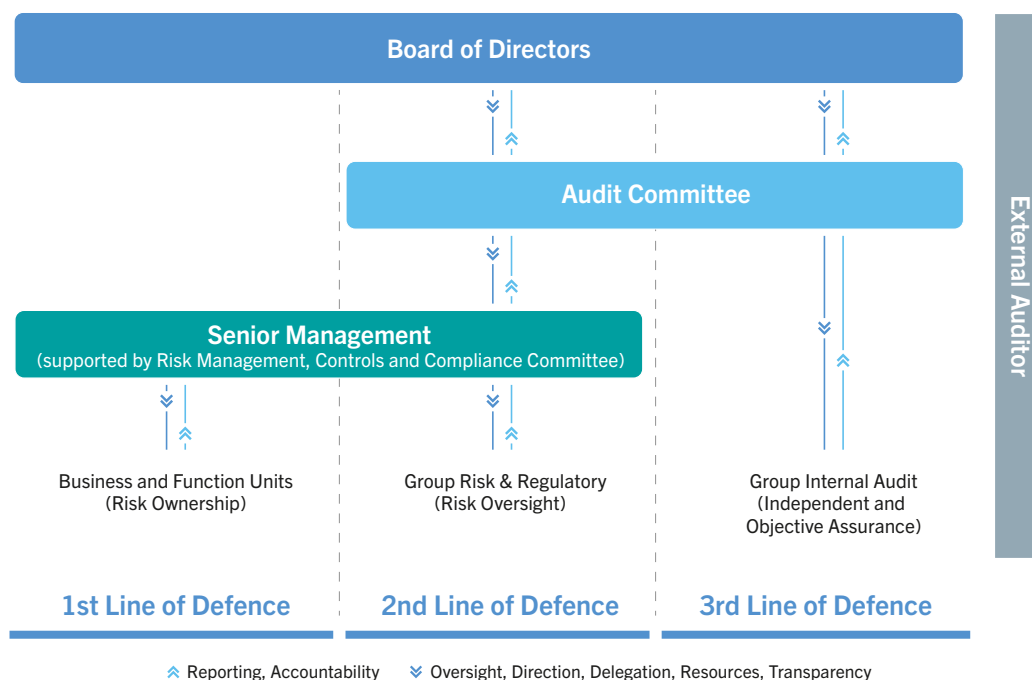 Board of Directors
Audit Committee
External Auditor
Senior Management
(supported by Risk Management, Controls and Compliance Committee)
Business and Function Units
(Risk Ownership)
Group Risk & Regulatory
(Risk Oversight)
Group Internal Audit
(Independent and
Objective Assurance)
1st Line of Defence
2nd Line of Defence
3rd Line of Defence
Reporting, Accountability
Oversight, Direction, Delegation, Resources, Transparency